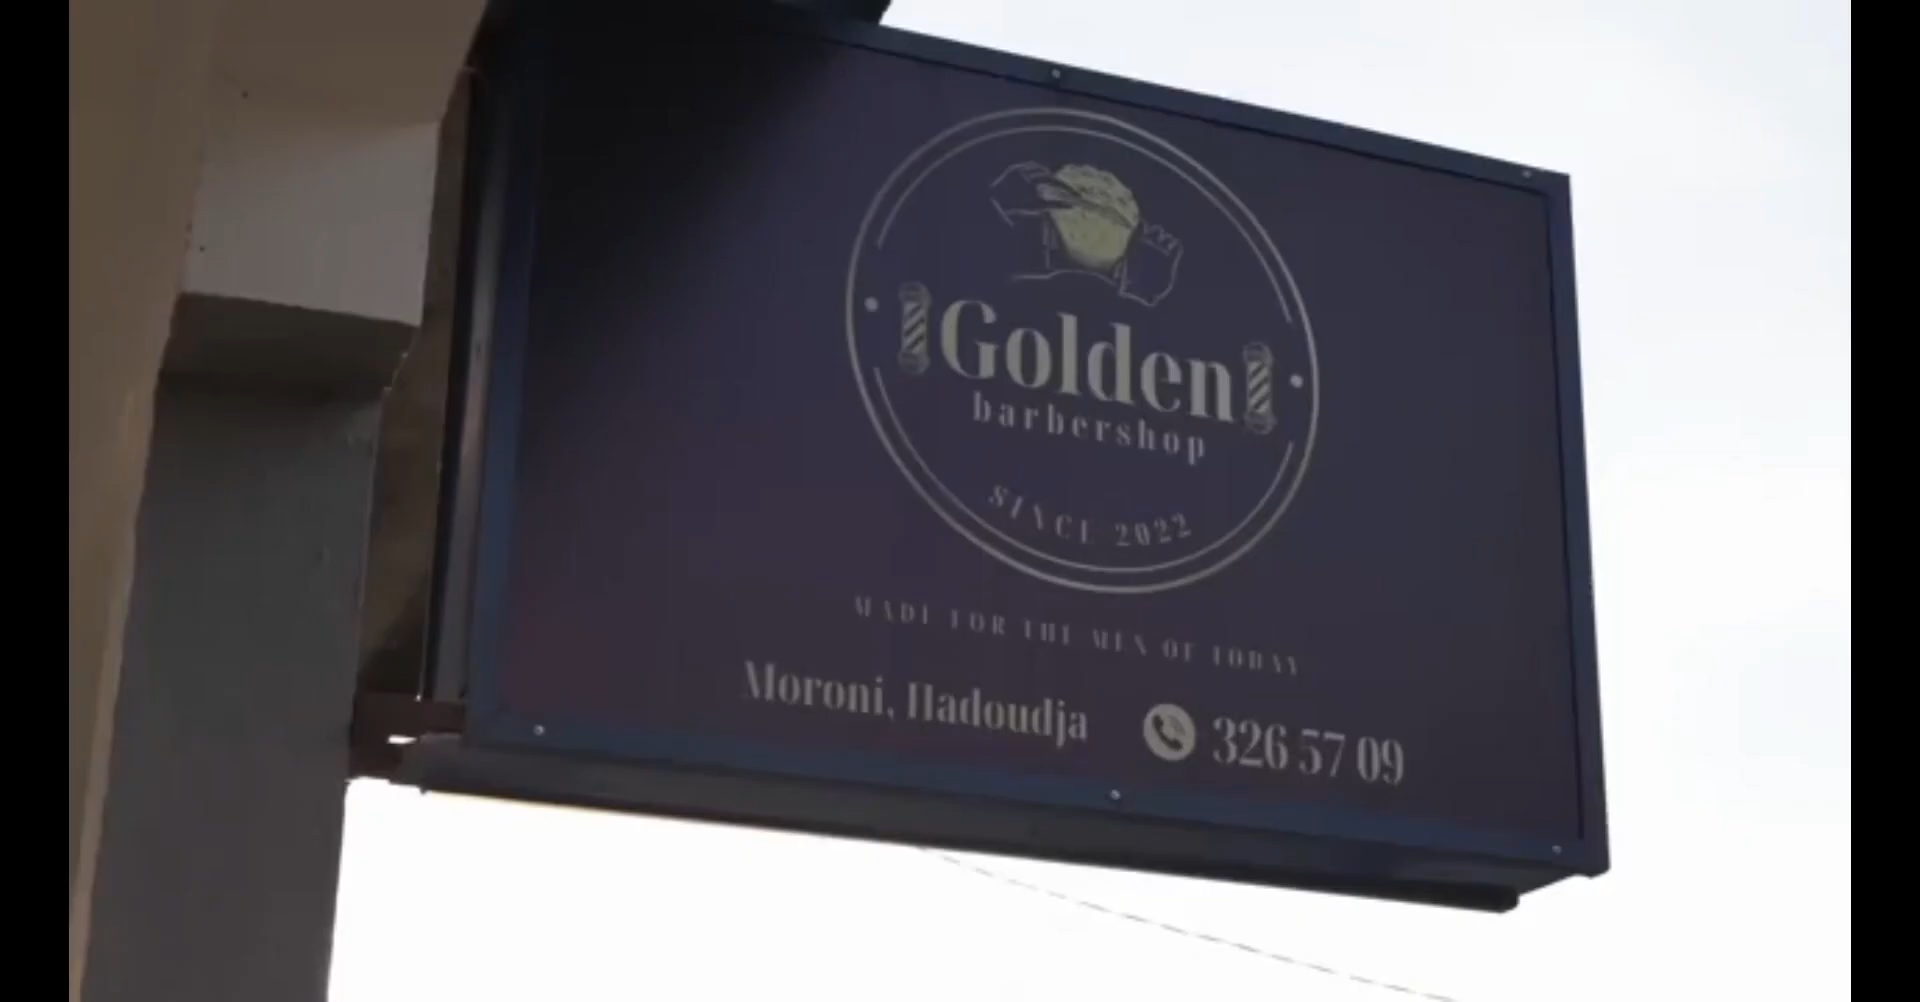 Golden
barbershop
SINCE 2022
MADE FOR THE MEN OF TODAY
Moroni, Hadoudja
326 57 09